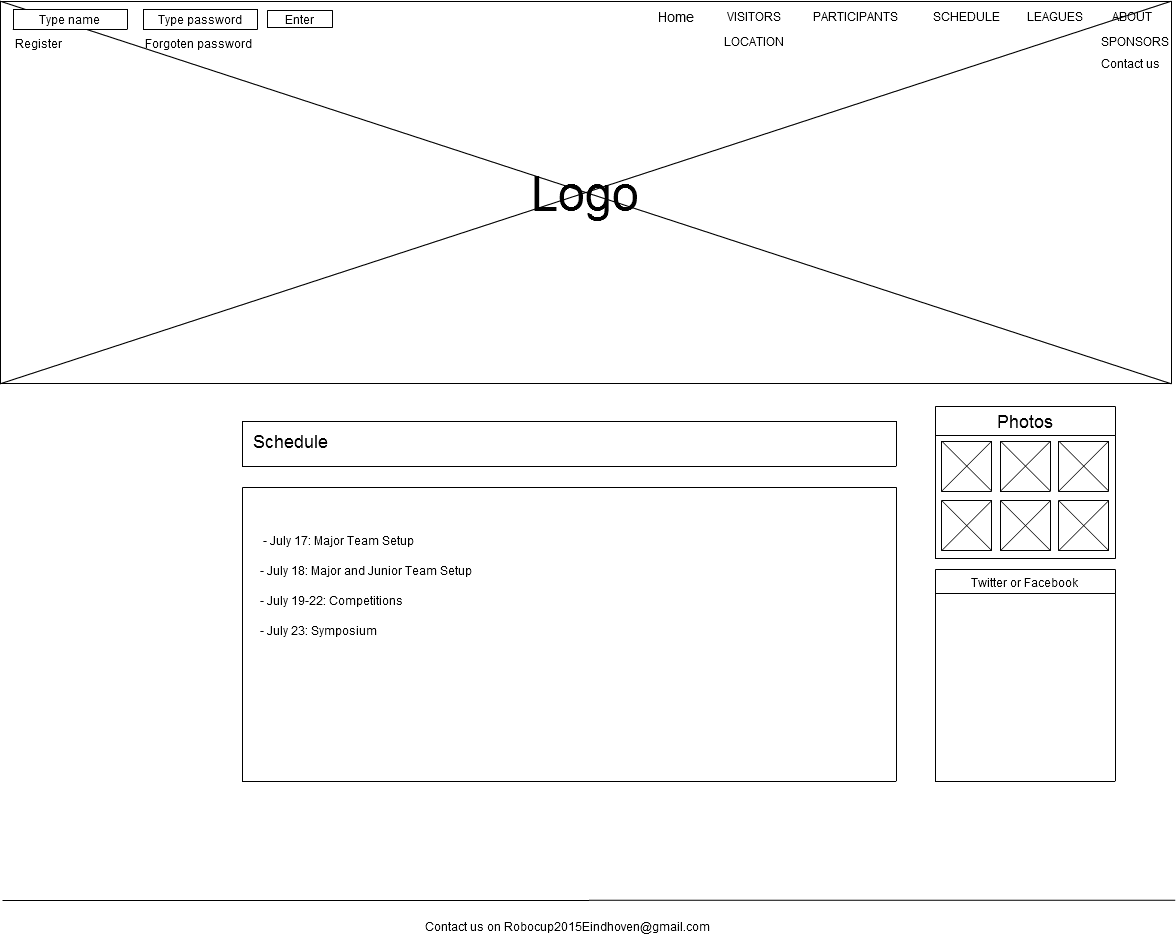 Type name Type password Enter Home VISITORS PARTICIPANTS SCHEDULE LEAGUES ABOUT
Register Forgoten password LOCATION SPONSORS
Contact us
Logo
Schedule
- July 17: Major Team Setup
- July 18: Major and Junior Team Setup
- July 19-22: Competitions
- July 23: Symposium
Photos
Twitter or Facebook
Contact us on Robocup2015Eindhoven@gmail.com